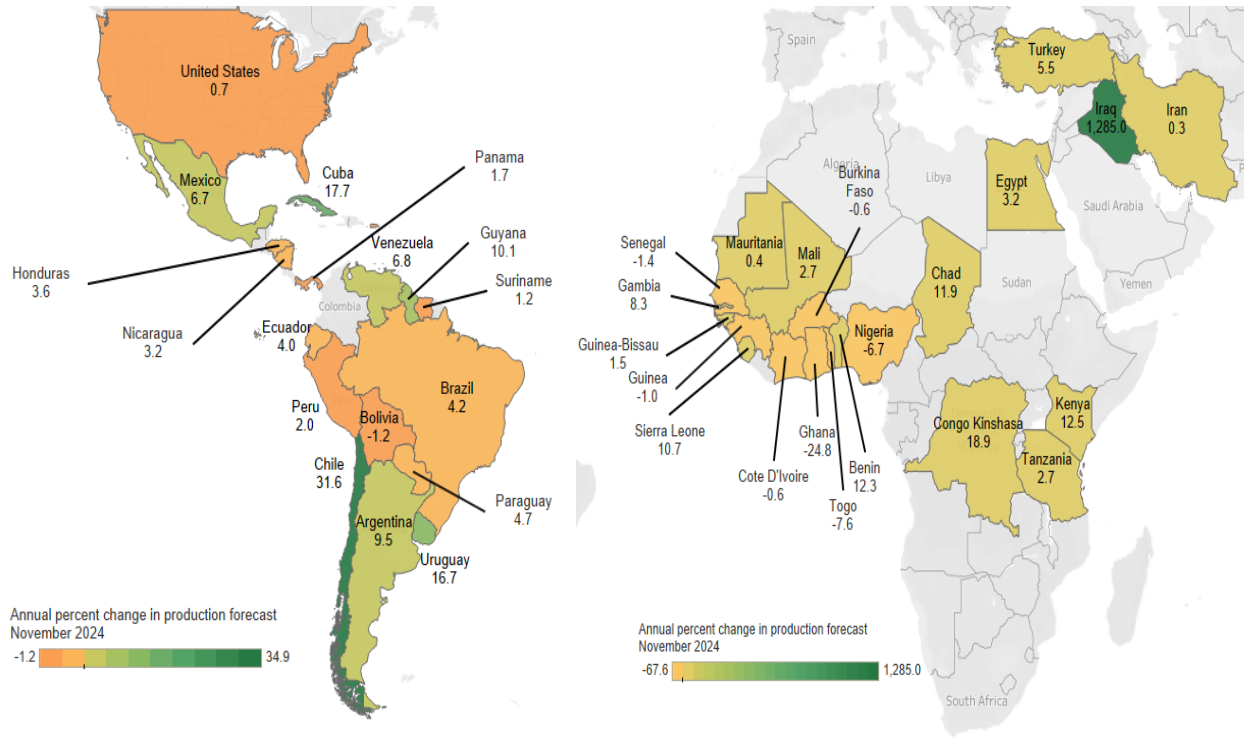 United States
0.7
Mexico
6.7
Cuba
17.7
Panama
1.7
Honduras
3.6
Nicaragua
3.2
Venezuela
6.8
Guyana
10.1
Suriname
1.2
Colombia
Ecuador
4.0
Brazil
4.2
Peru
2.0
Bolivia
-1.2
Chile
31.6
Paraguay
4.7
Argentina
9.5
Uruguay
16.7
Annual percent change in production forecast
November 2024
-1.2
34.9
Spain
Turkey
5.5
Iraq
1,285.0
Iran
0.3
Algeria
Libya
Egypt
3.2
Saudi Arabia
Burkina
Faso
-0.6
Mauritania
0.4
Mali
2.7
Senegal
-1.4
Gambia
8.3
Guinea-Bissau
1.5
Guinea
-1.0
Sierra Leone
10.7
Chad
11.9
Sudan
Yemen
Nigeria
-6.7
Cote D'Ivoire
-0.6
Ghana
-24.8
Togo
-7.6
Benin
12.3
Congo Kinshasa
18.9
Kenya
12.5
Tanzania
2.7
Annual percent change in production forecast
November 2024
-67.6
1,285.0
South Africa